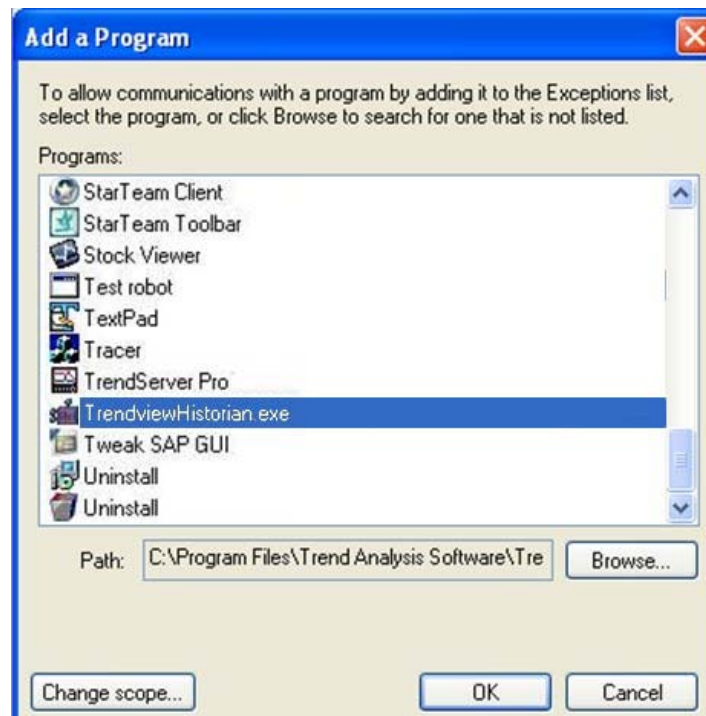 Add a Program
To allow communications with a program by adding it to the Exceptions list,
select the program, or click Browse to search for one that is not listed.
Programs:
StarTeam Client
StarTeam Toolbar
Stock Viewer
Test robot
TextPad
Tracer
TrendServer Pro
TrendviewHistorian.exe
Tweak SAP GUI
Uninstall
Uninstall
Path: C:\Program Files\Trend Analysis Software\Tre Browse...
Change scope... OK Cancel